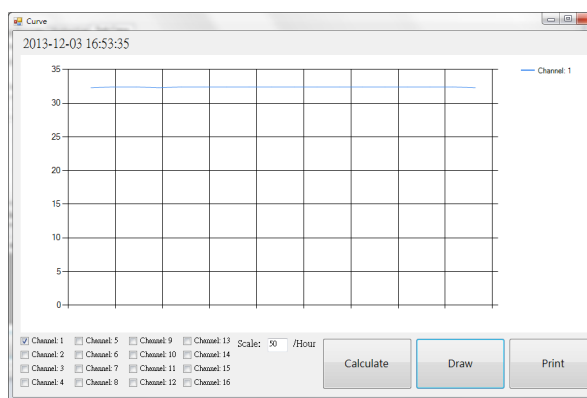 Curve
2013-12-03 16:53:35
35
30
25
20
15
10
5
0
Channel: 1
Channel: 1 Channel: 5 Channel: 9 Channel: 13 Scale: 50 /Hour
Channel: 2 Channel: 6 Channel: 10 Channel: 14
Channel: 3 Channel: 7 Channel: 11 Channel: 15
Channel: 4 Channel: 8 Channel: 12 Channel: 16
Calculate Draw Print